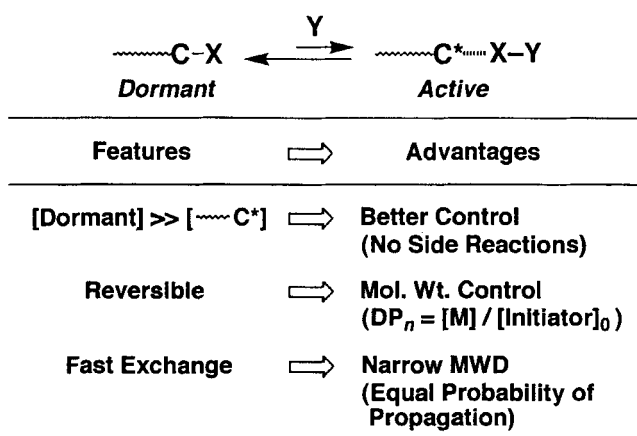 Y
C-X C*┉┉X–Y
Dormant Active
Features ⇨ Advantages
[Dormant] >> [~~~C*] ⇨ Better Control
(No Side Reactions)
Reversible ⇨ Mol. Wt. Control
(DPn = [M] / [Initiator]0 )
Fast Exchange ⇨ Narrow MWD
(Equal Probability of
Propagation)